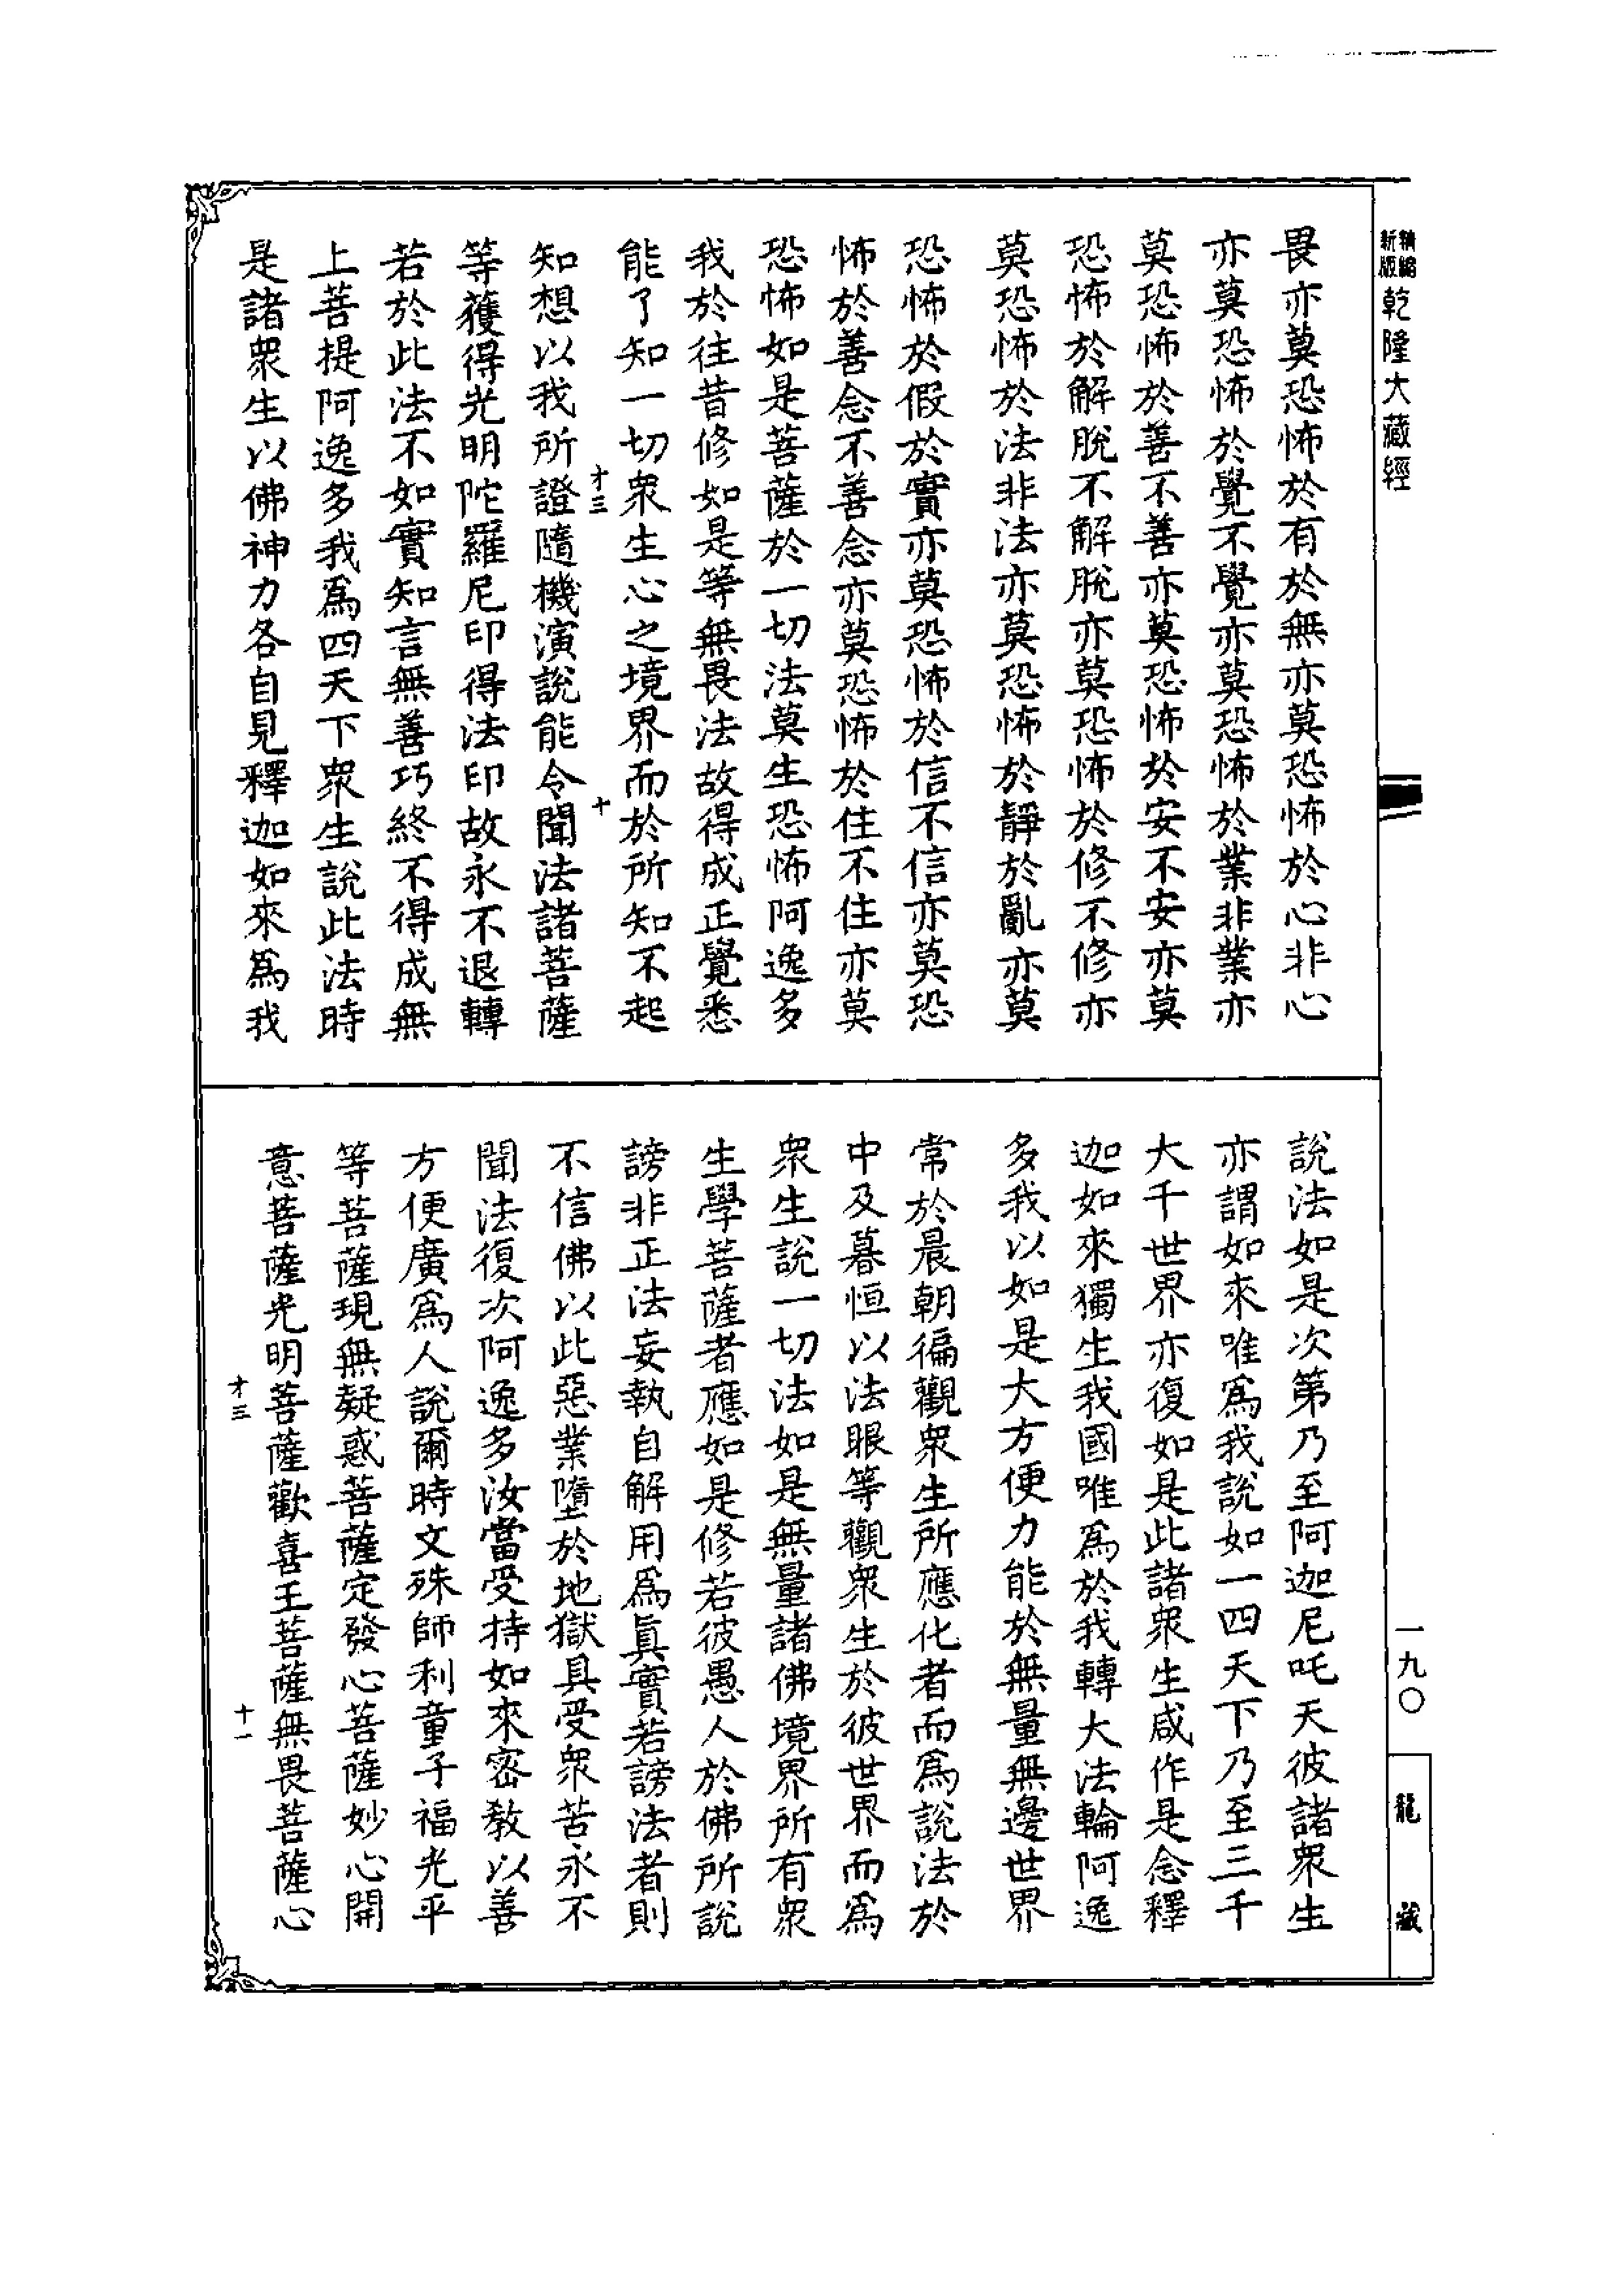 新版精縮
乾隆大藏經
畏亦莫恐怖於有於無亦莫恐怖於心非心
亦莫恐怖於覺不覺亦莫恐怖於業非業亦
莫恐怖於善不善亦莫恐怖於安不安亦莫
恐怖於解脫不解脫亦莫恐怖於修不修亦
莫恐怖於法非法亦莫恐怖於靜於亂亦莫
恐怖於假於實亦莫恐怖於信不信亦莫恐
怖於善念不善念亦莫恐怖於住不住亦莫
恐怖如是菩薩於一切法莫生恐怖阿逸多
我於往昔修如是等無畏法故得成正覺悉
能了知一切眾生心之境界而於所知不起
才三
十
知想以我所證隨機演說能令聞法諸菩薩
等獲得光明陀羅尼印得法印故永不退轉
若於此法不如實知言無善巧終不得成無
上菩提阿逸多我為四天下眾生說此法時
是諸眾生以佛神力各自見釋迦如來為我
說法如是次第乃至阿迦尼吒天彼諸眾生
亦謂如來唯為我說如一四天下乃至三千
大千世界亦復如是此諸眾生咸作是念釋
迦如來獨生我國唯為於我轉大法輪阿逸
多我以如是大方便力能於無量無邊世界
常於晨朝徧觀眾生所應化者而為說法於
中及暮恒以法眼等觀眾生於彼世界而為
眾生說一切法如是無量諸佛境界所有眾
生學菩薩者應如是修若彼愚人於佛所說
謗非正法妄執自解用為真實若謗法者則
不信佛以此惡業墮於地獄具受眾苦永不
聞法復次阿逸多汝當受持如來密教以善
方便廣為人說爾時文殊師利童子福光平
等菩薩現無疑惑菩薩定發心菩薩妙心開
意菩薩光明菩薩歡喜王菩薩無畏菩薩心
才三
十一
一九〇
龍藏